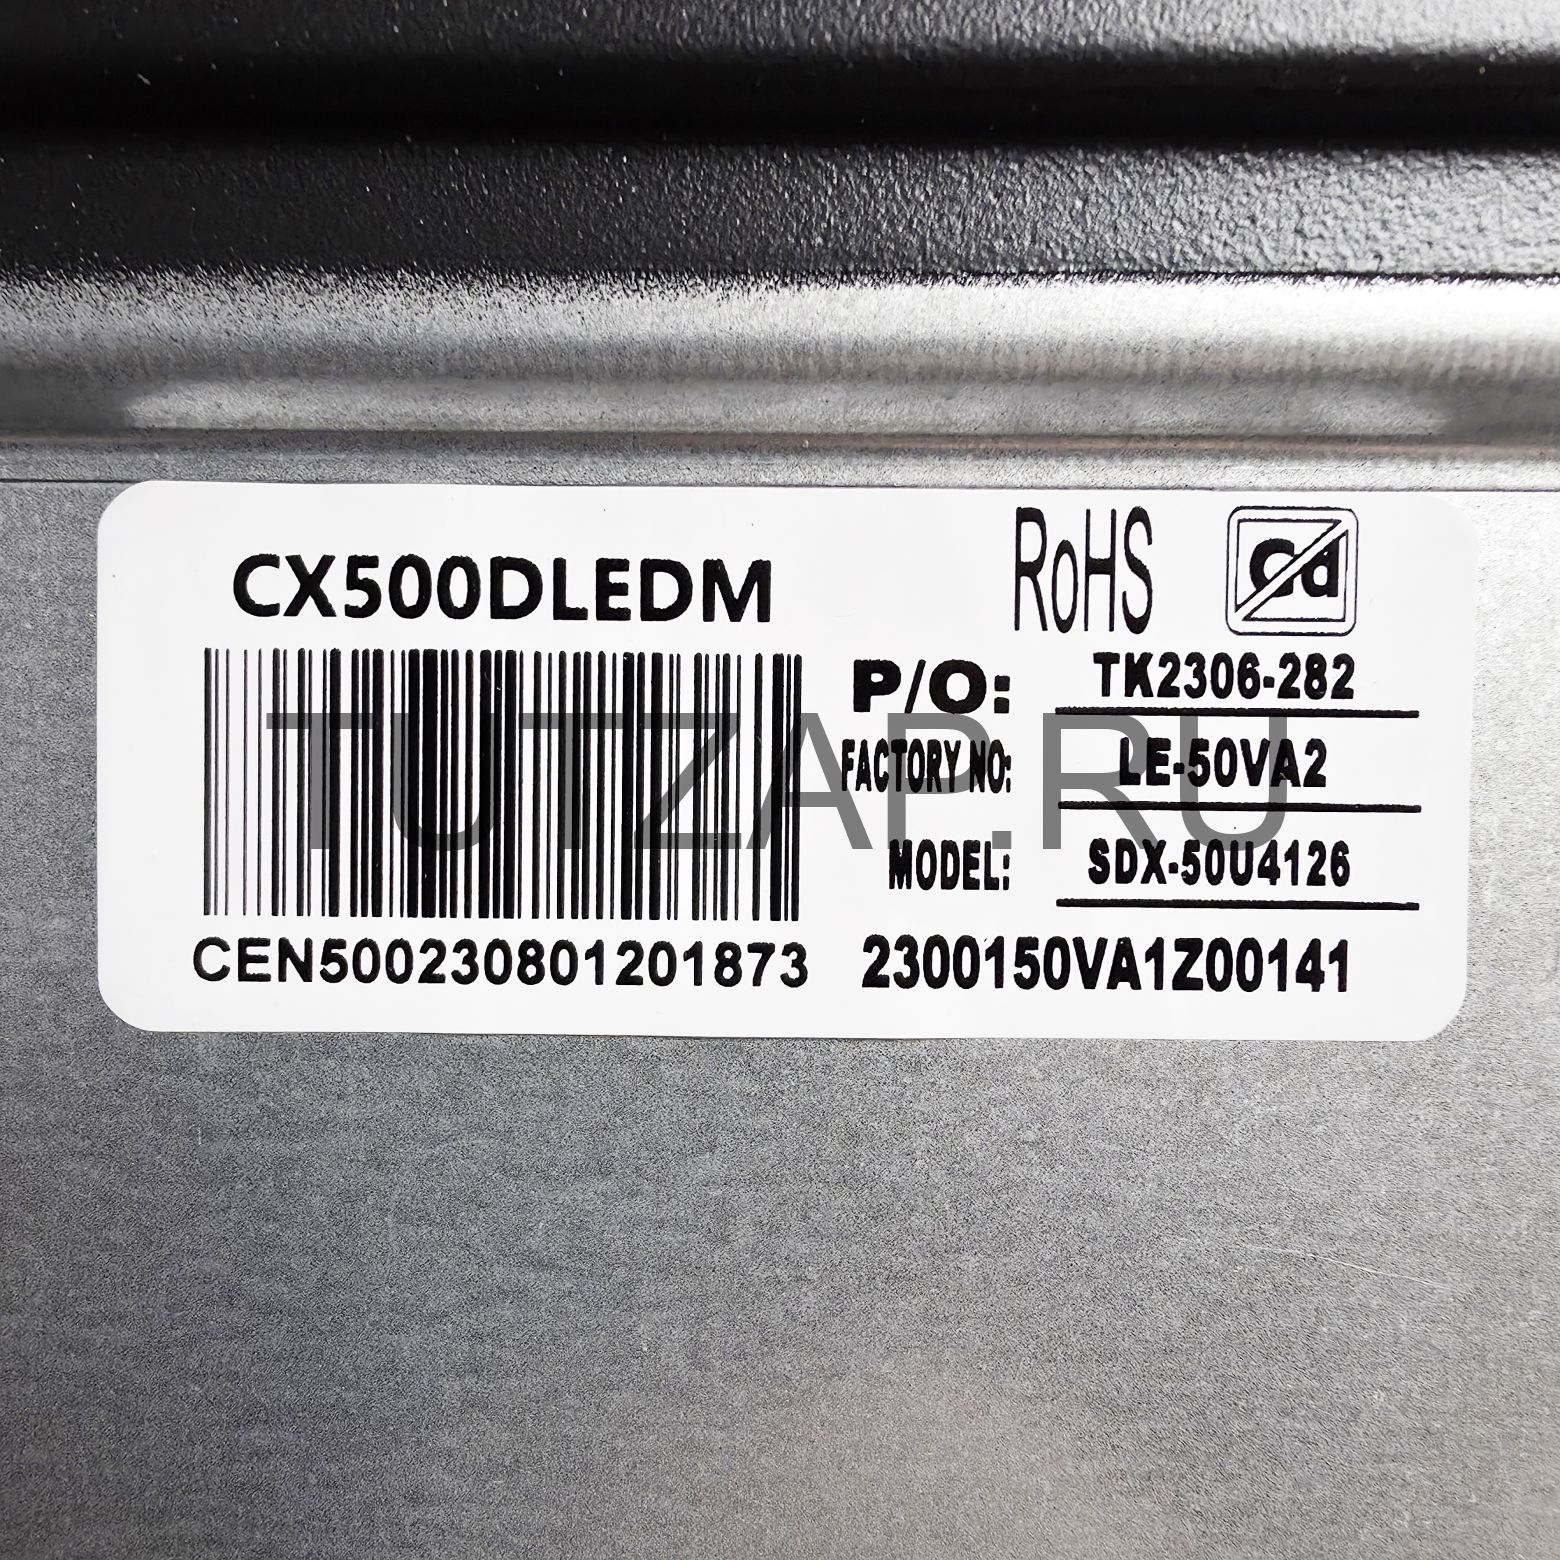 CX500DLEDM
RoHS
Cd
P/O: TK2306-282
FACTORY NO: LE-50VA2
MODEL: SDX-50U4126
CEN500230801201873
2300150VA1Z00141
TUTZAP.RU